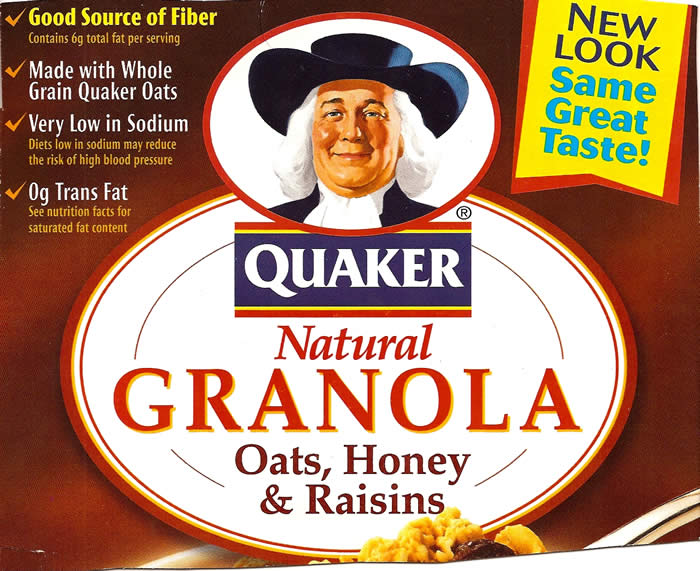 ✓ Good Source of Fiber
Contains 6g total fat per serving
✓ Made with Whole
Grain Quaker Oats
✓ Very Low in Sodium
Diets low in sodium may reduce
the risk of high blood pressure
✓ 0g Trans Fat
See nutrition facts for
saturated fat content
NEW
LOOK
Same
Great
Taste!
®
QUAKER
Natural
GRANOLA
Oats, Honey
& Raisins